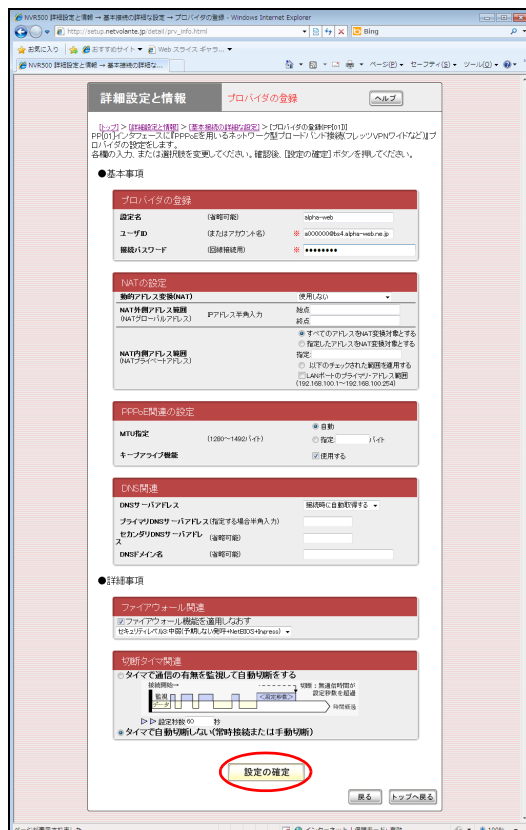 NVR500 詳細設定と情報 → 基本接続の詳細な設定 → プロバイダの登録 - Windows Internet Explorer
http://setup.netvolante.jp/detail/prv_info.html
Bing
お気に入り
おすすめサイト
Web スライス ギャラ...
NVR500 詳細設定と情報 → 基本接続の詳細な...
ページ(P)
セーフティ(S)
ツール(O)
詳細設定と情報
プロバイダの登録
ヘルプ
[トップ] > [詳細設定と情報] > [基本接続の詳細な設定] > [プロバイダの登録(PP[01])]
PP[01]インタフェースに『PPPoEを用いるネットワーク型ブロードバンド接続(フレッツVPNワイドなど)』プ
ロバイダの設定をします。
各欄の入力、または選択肢を変更してください。確認後、[設定の確定] ボタンを押してください。
●基本事項
プロバイダの登録
設定名 (省略可能) alpha-web
ユーザID (またはアカウント名) ※ a000000@bs4.alpha-web.ne.jp
接続パスワード (回線接続用) ※ ●●●●●●●●
NATの設定
動的アドレス変換(NAT) 使用しない
NAT外側アドレス範囲
(NATグローバルアドレス)
IPアドレス半角入力
始点
終点
NAT内側アドレス範囲
(NATプライベートアドレス)
すべてのアドレスをNAT変換対象とする
指定したアドレスをNAT変換対象とする
指定
以下のチェックされた範囲を適用する
LANポートのプライマリ・アドレス範囲
(192.168.100.1～192.168.100.254)
PPPoE関連の設定
MTU指定 (1280～1492バイト)
自動
指定 バイト
キープアライブ機能 使用する
DNS関連
DNSサーバアドレス 接続時に自動取得する
プライマリDNSサーバアドレス(指定する場合半角入力)
セカンダリDNSサーバアドレ
ス
(省略可能)
DNSドメイン名 (省略可能)
●詳細事項
ファイアウォール関連
ファイアウォール機能を適用しなおす
セキュリティレベル3:中弱(予期しない発呼+NetBIOS+Ingress)
切断タイマ関連
タイマで通信の有無を監視して自動切断をする
接続開始→
切断：無通信時間が
設定秒数を超過
監視
<設定秒数>
データ
時間経過
▷▷設定秒数 60 秒
タイマで自動切断しない(常時接続または手動切断)
設定の確定
戻る
トップへ戻る
ページが表示されました
インターネット | 保護モード: 有効
100%